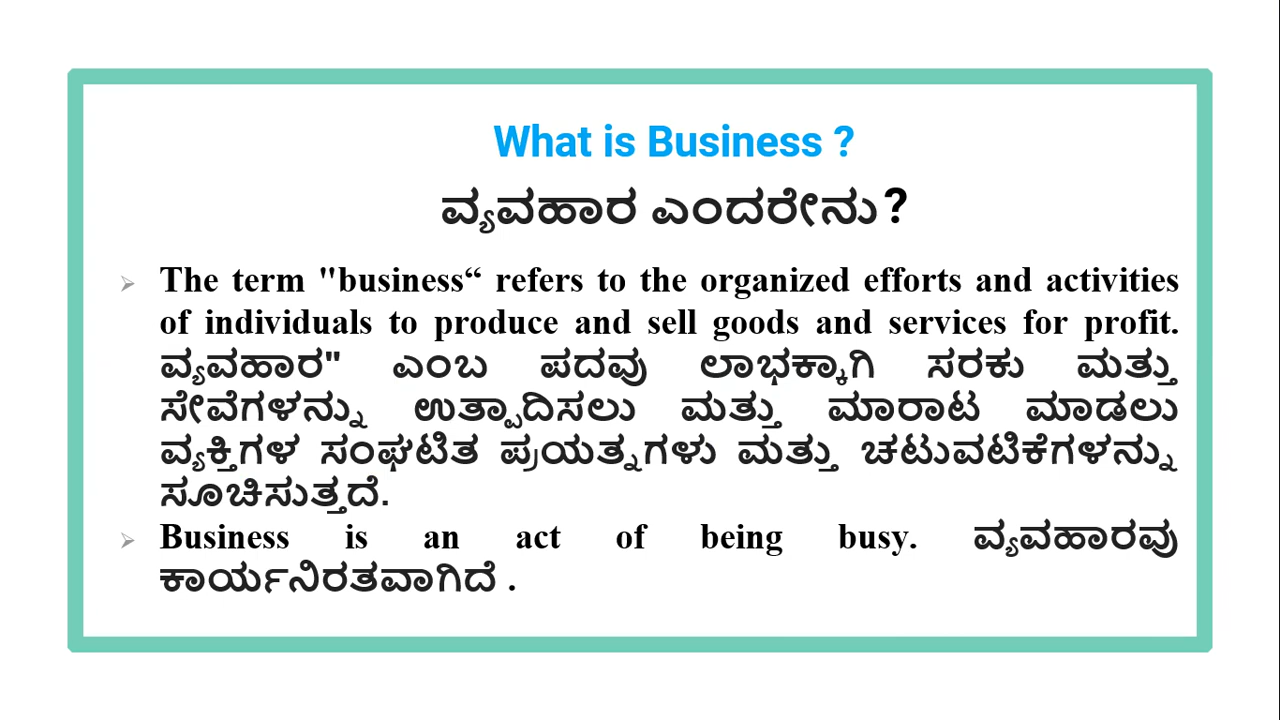 What is Business ?
ವ್ಯವಹಾರ ಎಂದರೇನು?
The term "business“ refers to the organized efforts and activities
of individuals to produce and sell goods and services for profit.
ವ್ಯವಹಾರ" ಎಂಬ ಪದವು ಲಾಭಕ್ಕಾಗಿ ಸರಕು ಮತ್ತು
ಸೇವೆಗಳನ್ನು ಉತ್ಪಾದಿಸಲು ಮತ್ತು ಮಾರಾಟ ಮಾಡಲು
ವ್ಯಕ್ತಿಗಳ ಸಂಘಟಿತ ಪ್ರಯತ್ನಗಳು ಮತ್ತು ಚಟುವಟಿಕೆಗಳನ್ನು
ಸೂಚಿಸುತ್ತದೆ.
Business is an act of being busy. ವ್ಯವಹಾರವು
ಕಾರ್ಯನಿರತವಾಗಿದೆ .